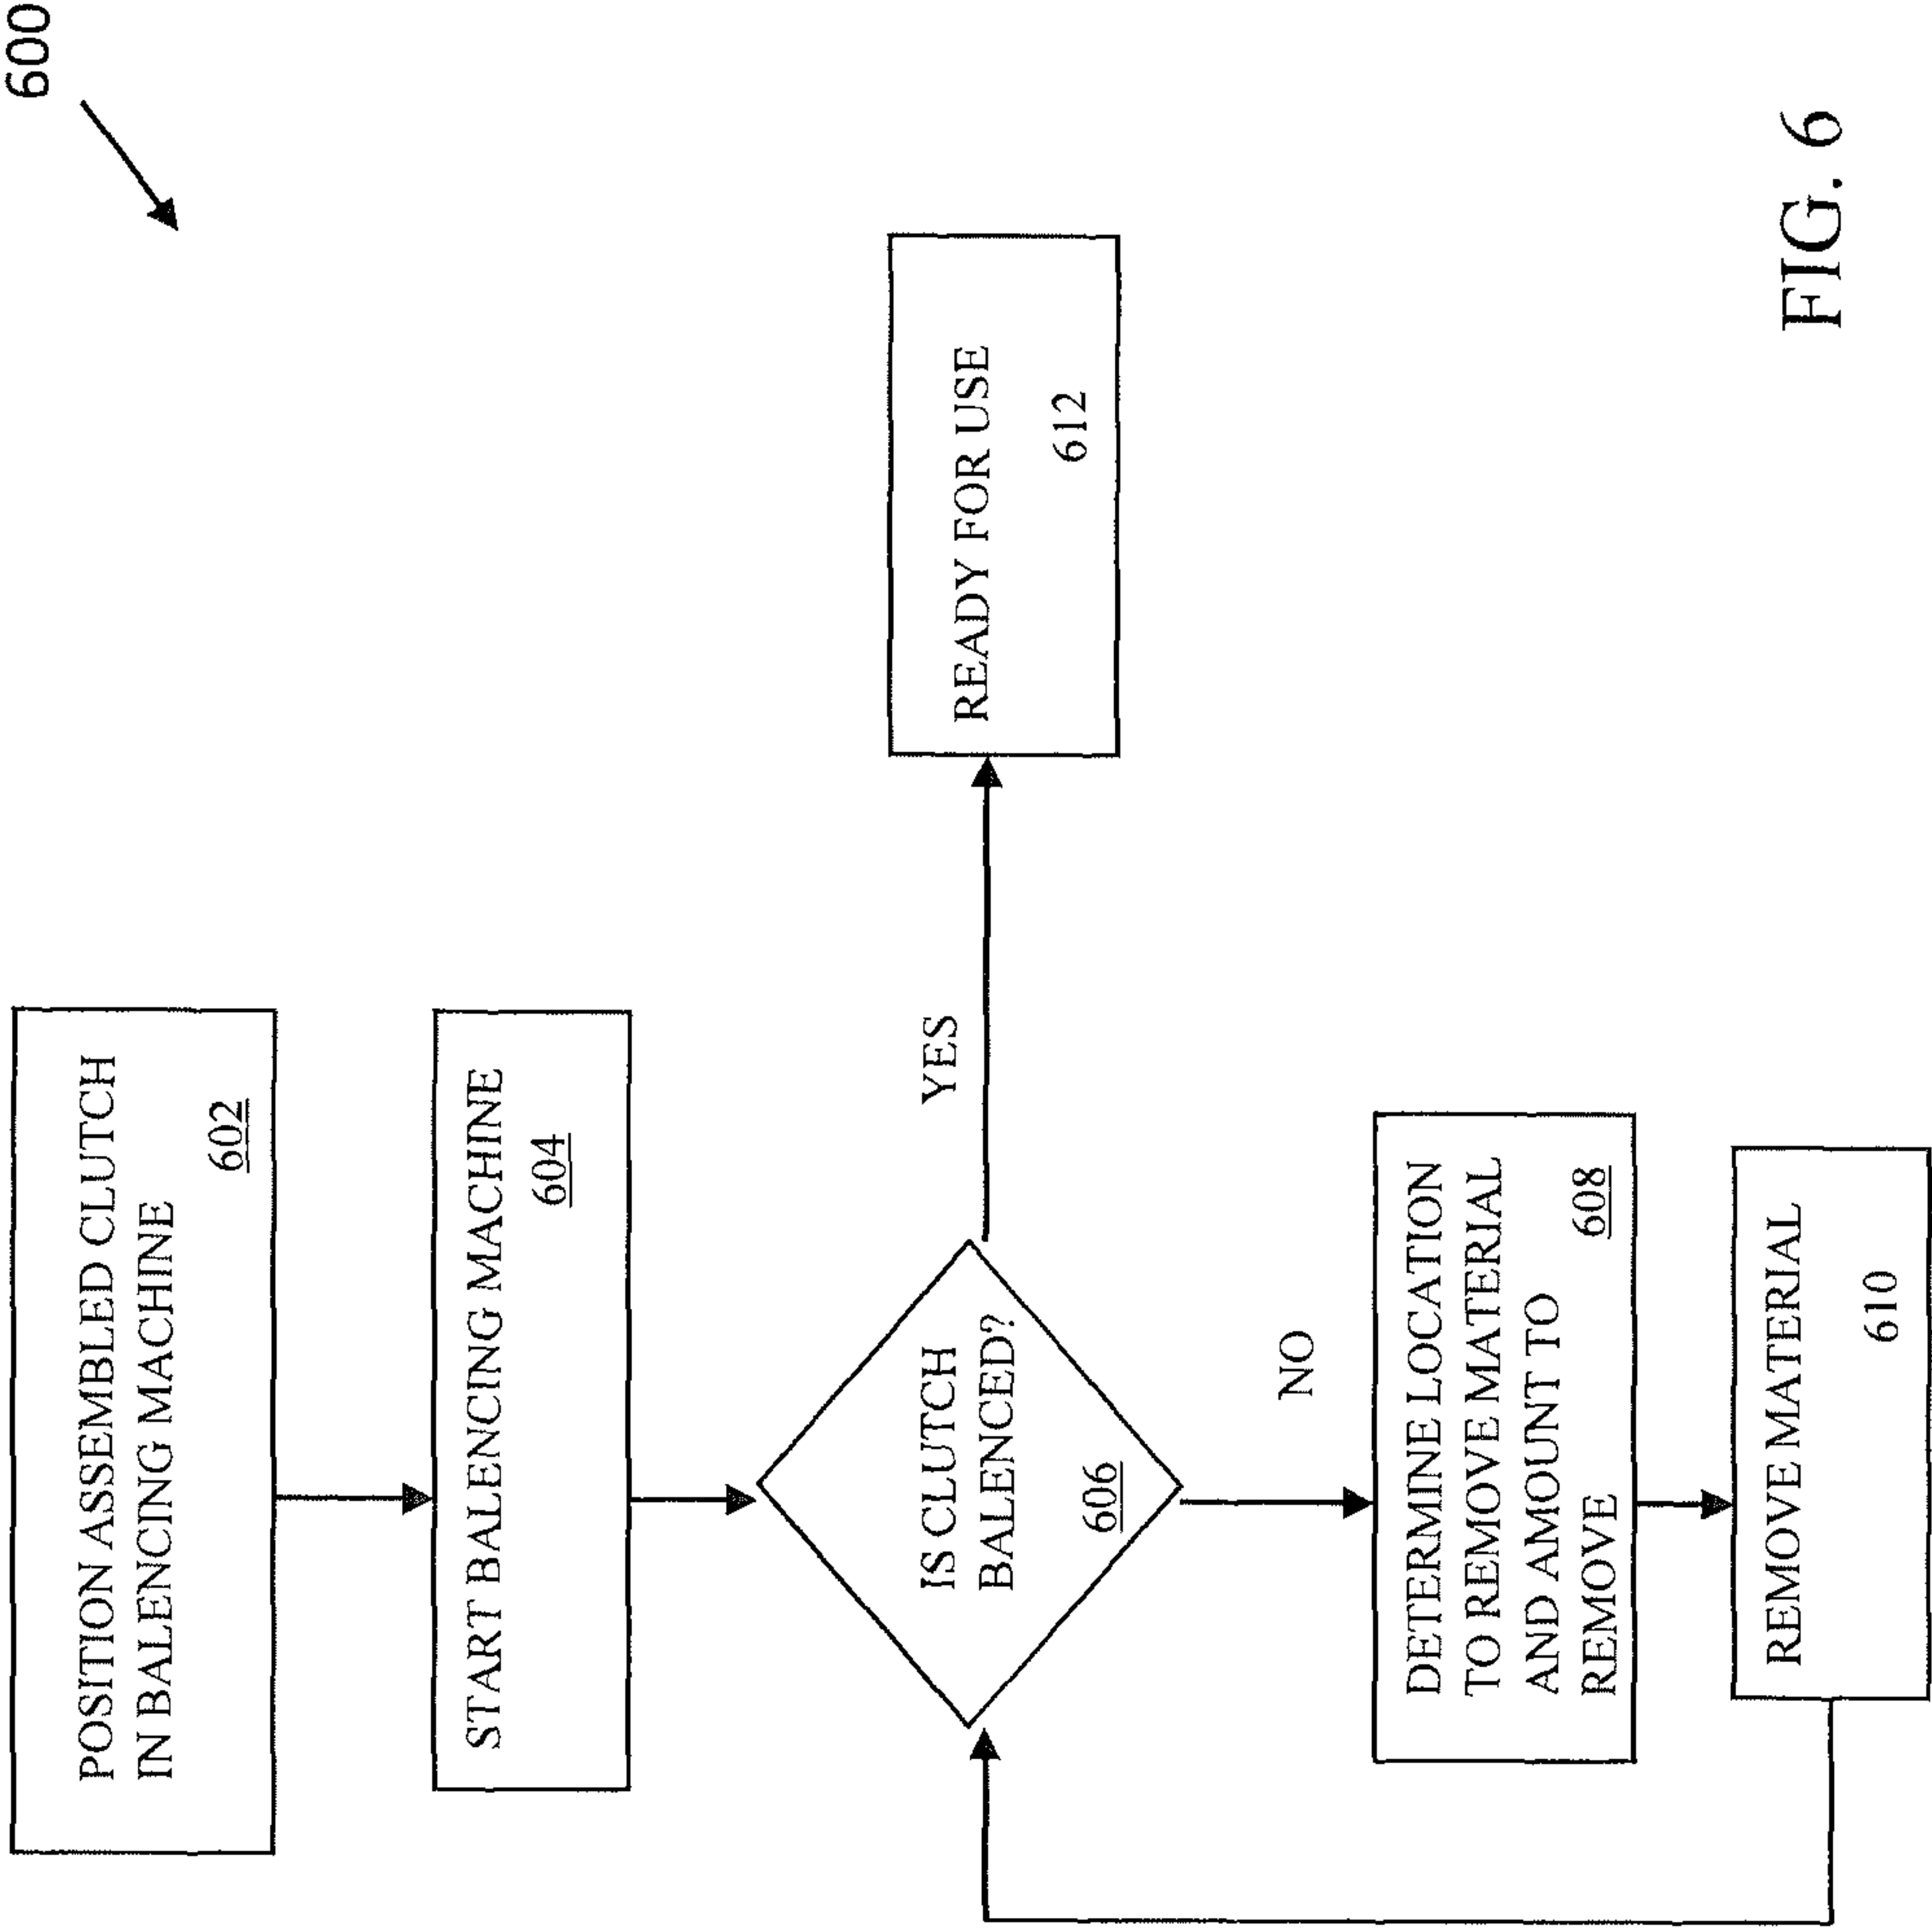 600
POSITION ASSEMBLED CLUTCH
IN BALENCING MACHINE
602
START BALENCING MACHINE
604
IS CLUTCH
BALENCED?
606
YES
READY FOR USE
612
NO
DETERMINE LOCATION
TO REMOVE MATERIAL
AND AMOUNT TO
REMOVE
608
REMOVE MATERIAL
610
FIG. 6